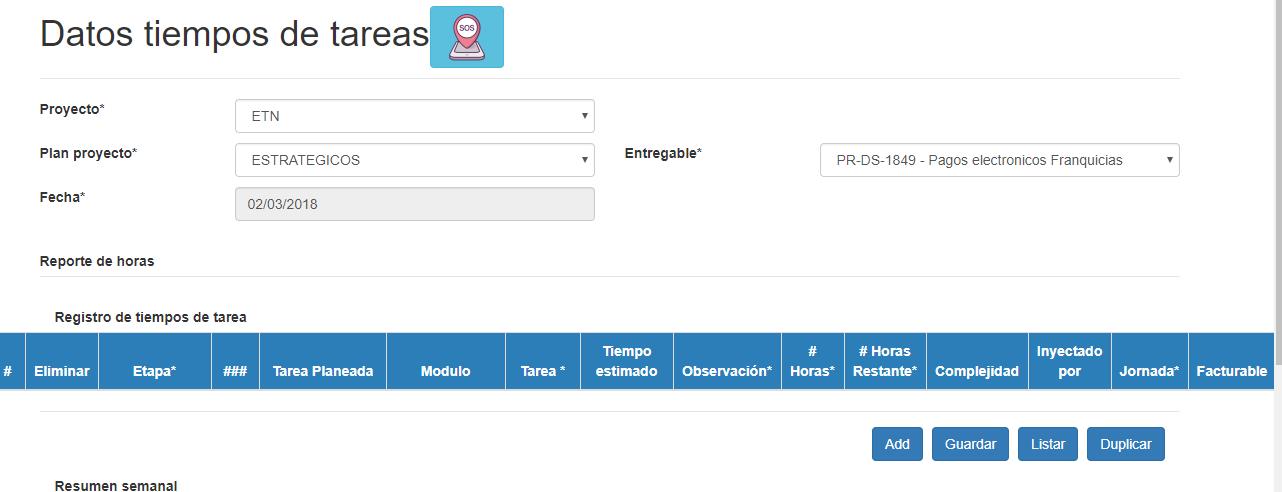 Datos tiempos de tareas SOS
Proyecto* ETN
Plan proyecto* ESTRATEGICOS Entregable* PR-DS-1849 - Pagos electronicos Franquicias
Fecha* 02/03/2018
Reporte de horas
Registro de tiempos de tarea
# Eliminar Etapa* ### Tarea Planeada Modulo Tarea * Tiempo estimado Observación* # Horas* # Horas Restante* Complejidad Inyectado por Jornada* Facturable
Add Guardar Listar Duplicar
Resumen semanal